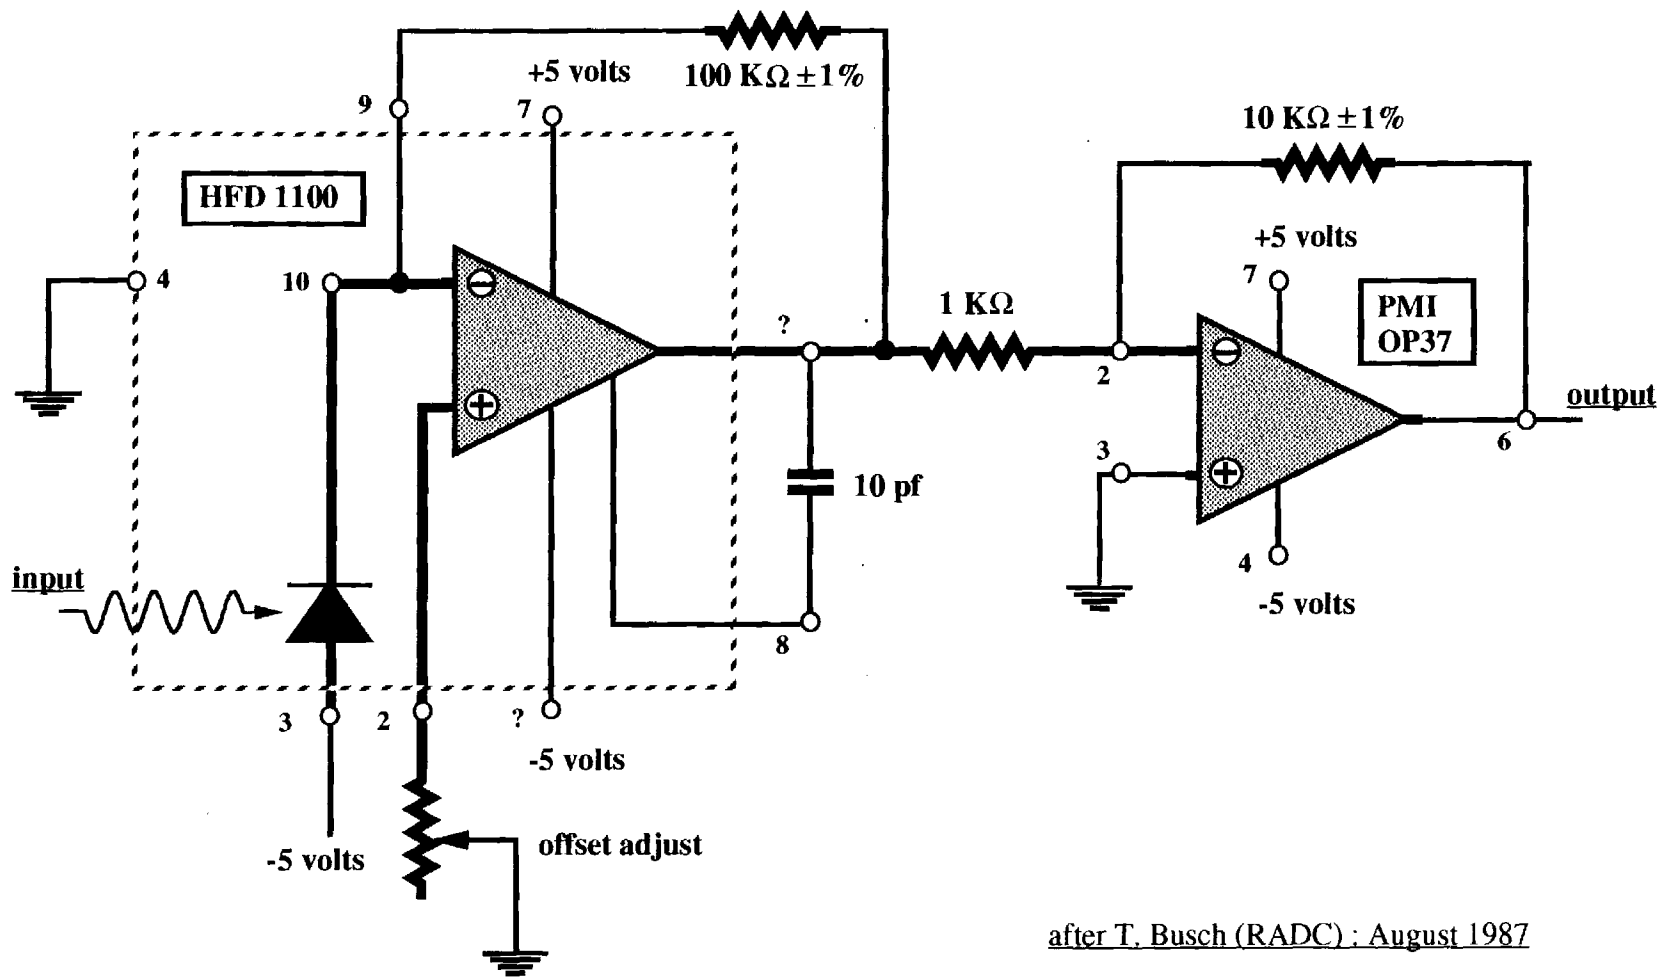 +5 volts
100 KΩ ±1%
9
7
10 KΩ ±1%
HFD 1100
+5 volts
4
10
7
1 KΩ
PMI
OP37
?
2
output
6
3
10 pf
4
input
-5 volts
8
3
2
?
-5 volts
-5 volts
offset adjust
after T. Busch (RADC) ; August 1987